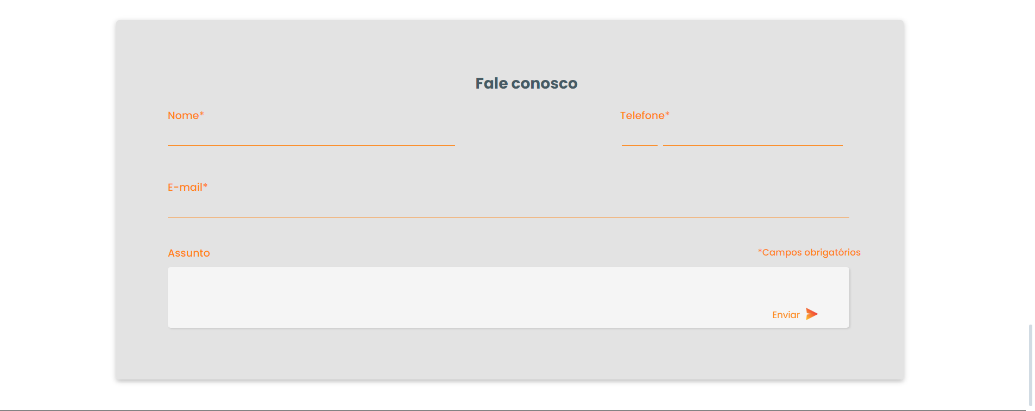 Fale conosco
Nome*
Telefone*
E-mail*
Assunto
*Campos obrigatórios
Enviar